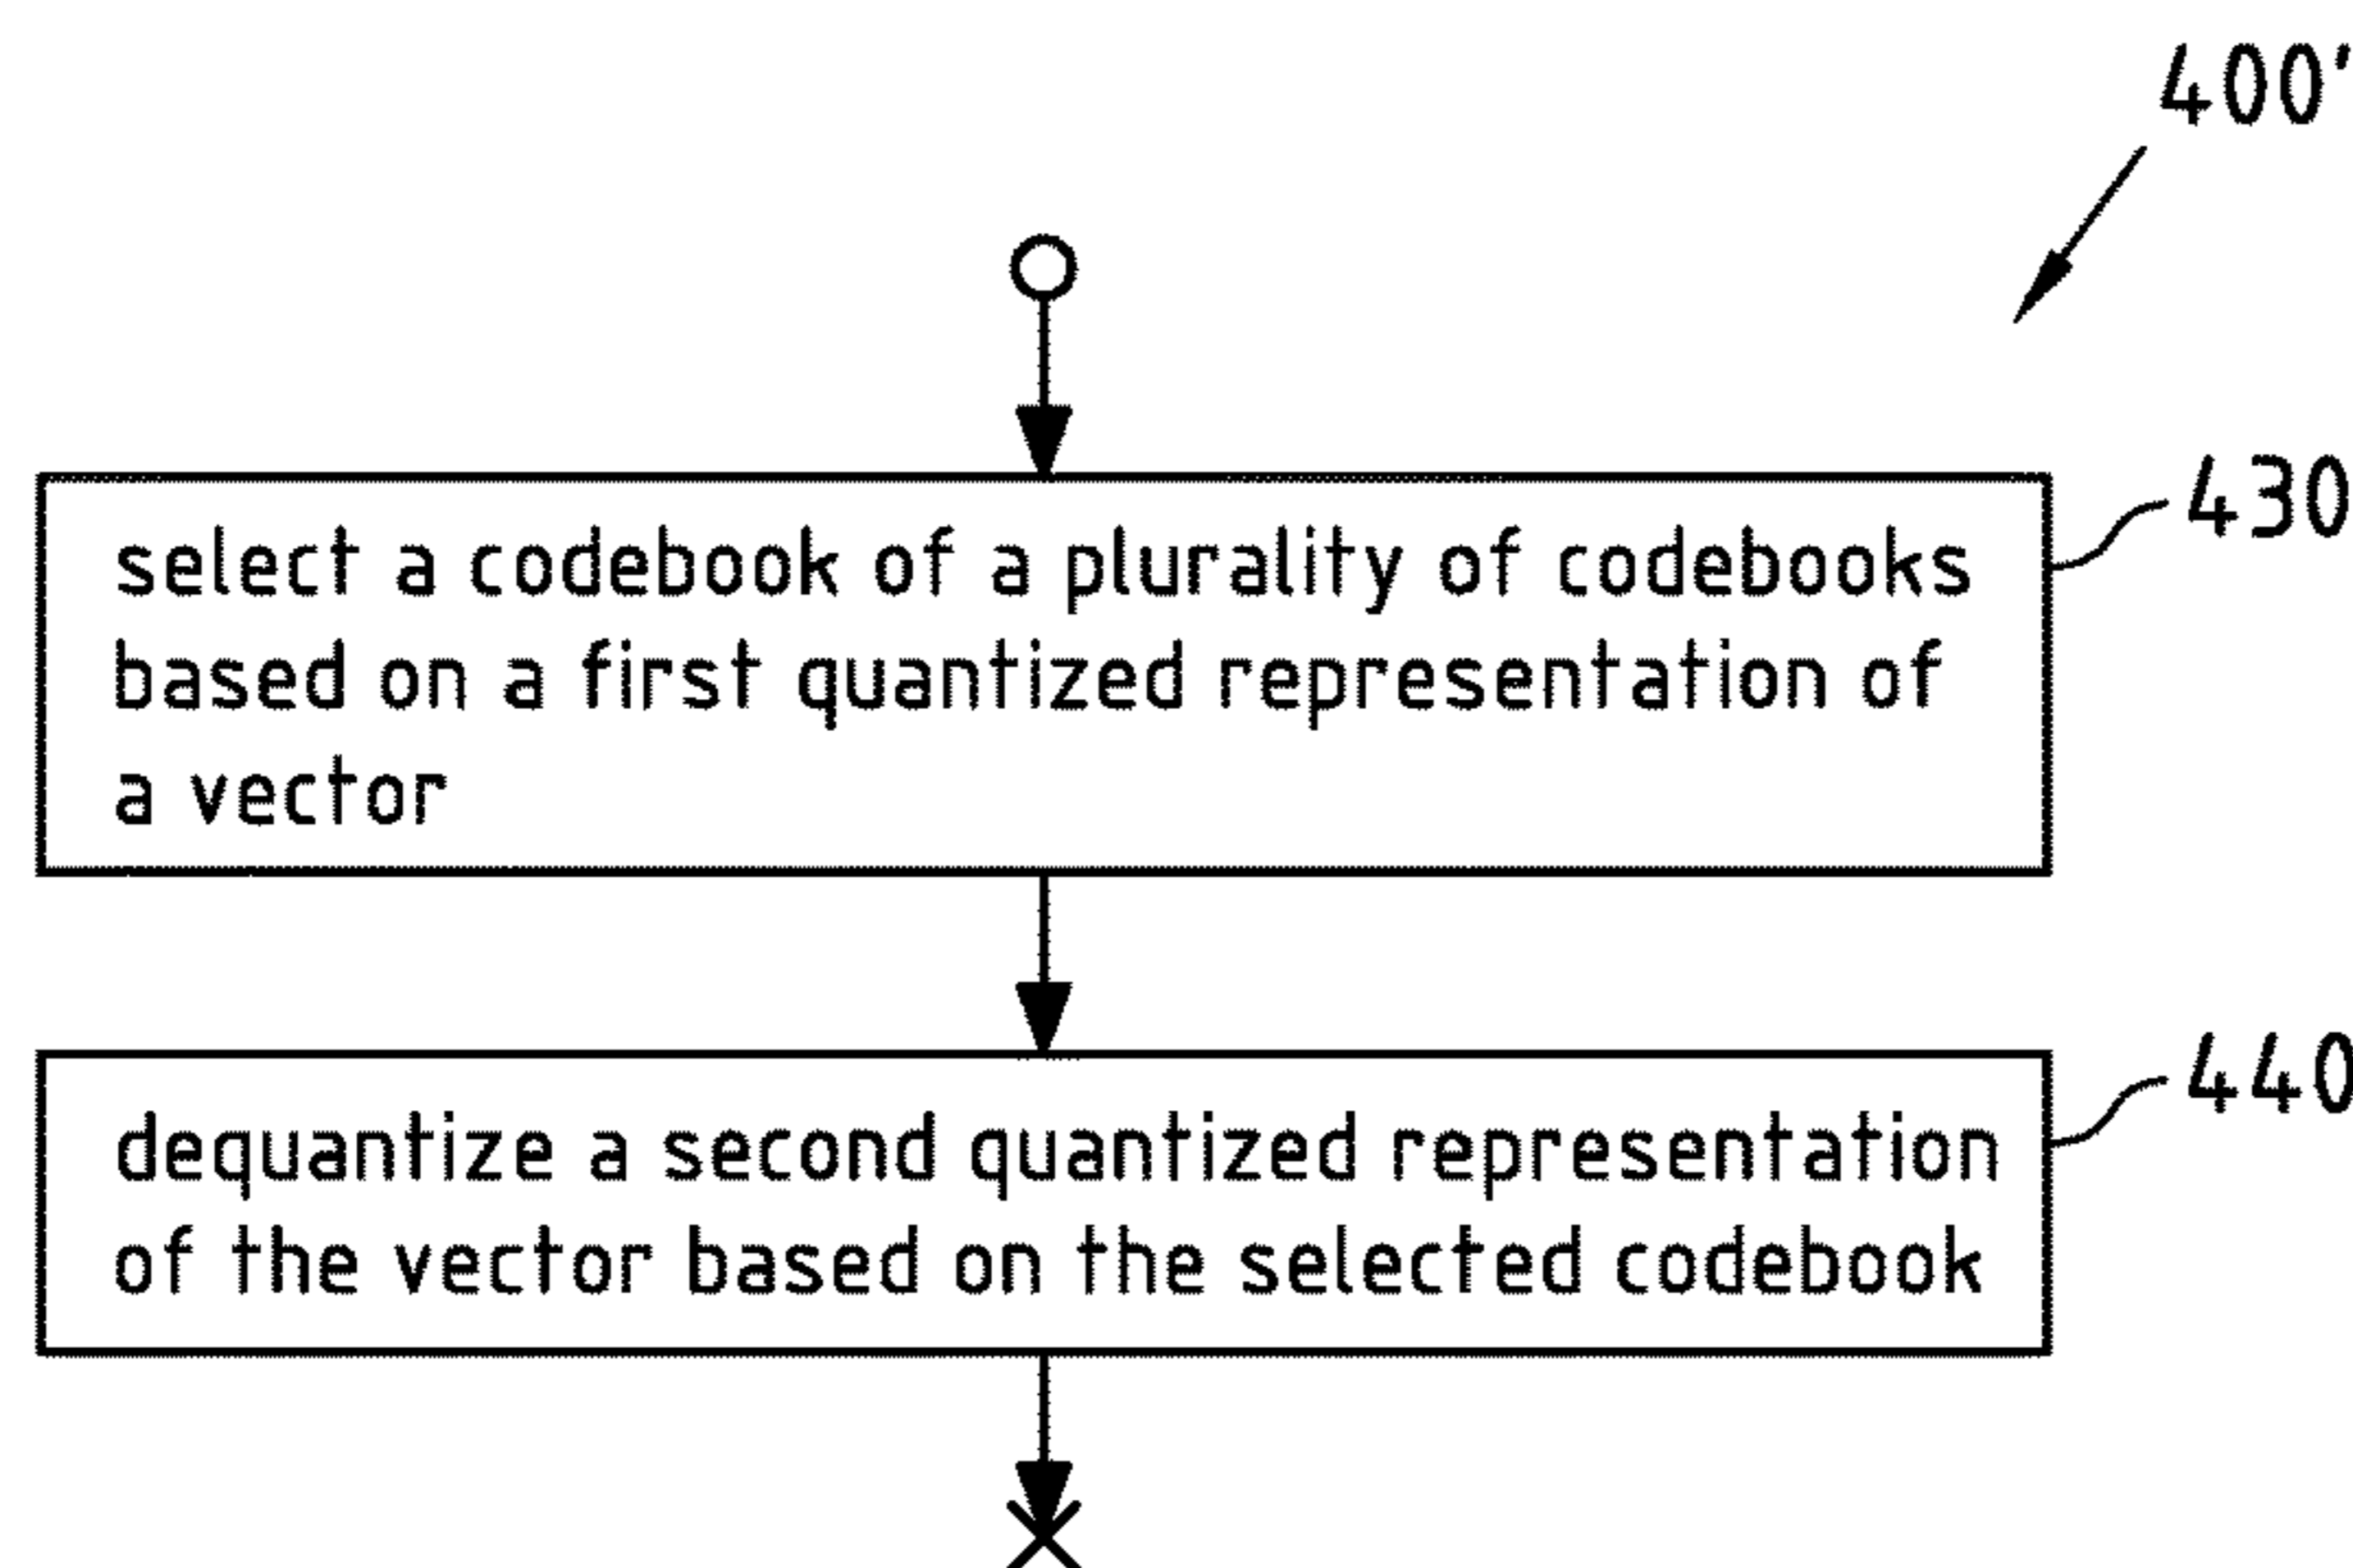 400'
430
select a codebook of a plurality of codebooks
based on a first quantized representation of
a vector
440
dequantize a second quantized representation
of the vector based on the selected codebook